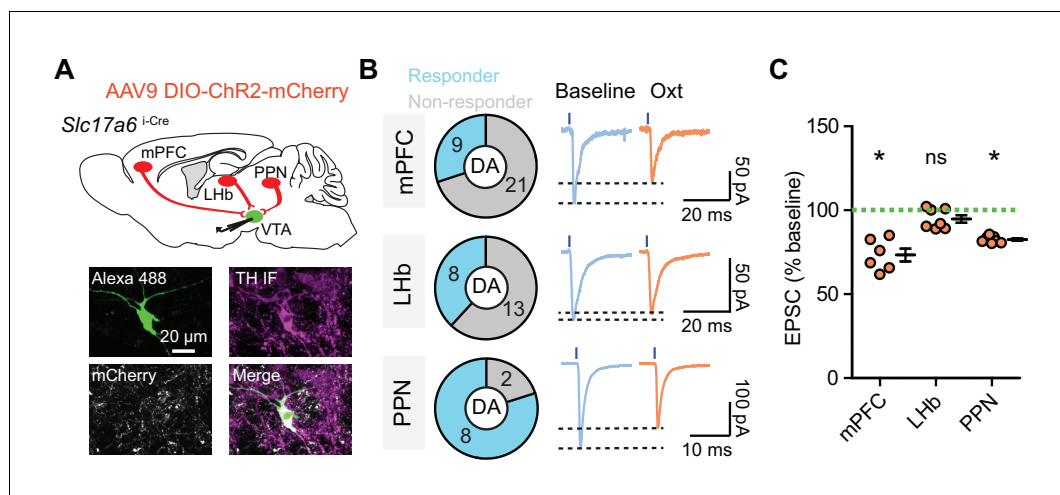 A
AAV9 DIO-ChR2-mCherry
Slc17a6 i-Cre
mPFC
PPN
LHb
VTA
Alexa 488
TH IF
20 µm
mCherry
Merge
B
Responder
Non-responder
Baseline
Oxt
mPFC
9
DA
21
50 pA
20 ms
LHb
8
DA
13
50 pA
20 ms
PPN
2
DA
8
100 pA
10 ms
C
EPSC (% baseline)
150
100
50
0
*
ns
*
mPFC
LHb
PPN